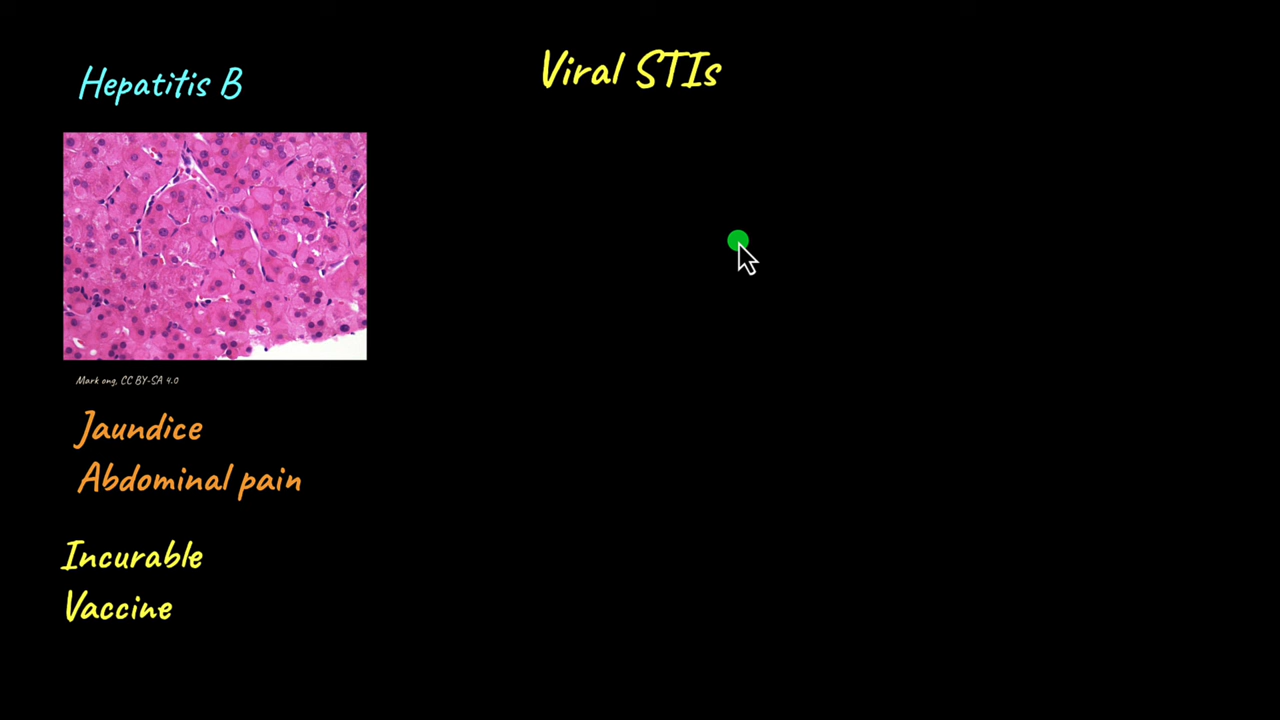 Viral STIs
Hepatitis B
Mark ong, CC BY-SA 4.0
Jaundice
Abdominal pain
Incurable
Vaccine